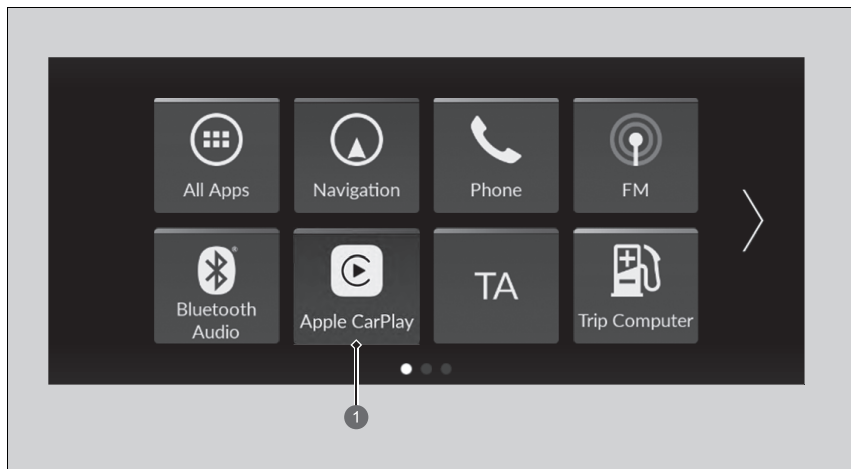 All Apps
Navigation
Phone
FM
Bluetooth®
Audio
Apple CarPlay
TA
Trip Computer
1